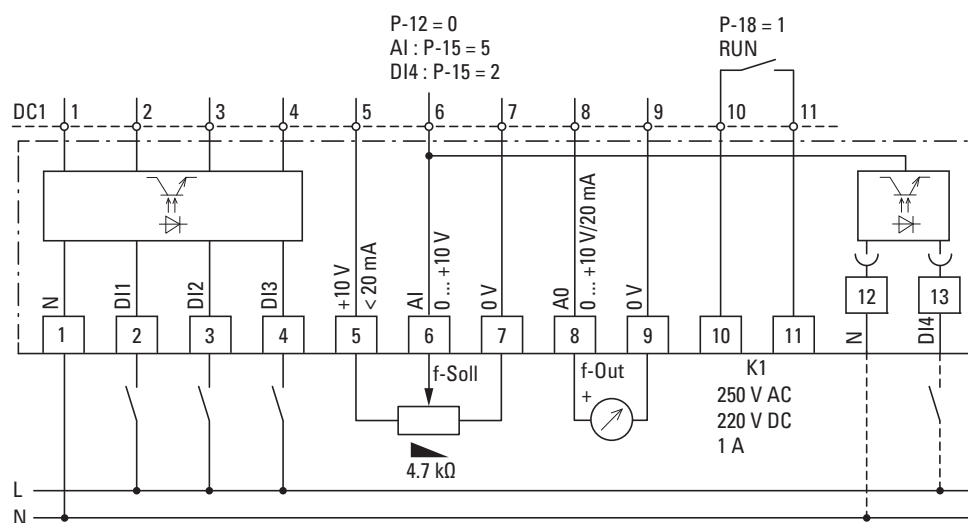 P-12 = 0
AI : P-15 = 5
DI4 : P-15 = 2
P-18 = 1
RUN
DC1 1 2 3 4 5 6 7 8 9 10 11
N
DI1
DI2
DI3
+10 V
< 20 mA
AI
0 ... +10 V
0 V
A0
0 ... +10 V/20 mA
0 V
12 13
1 2 3 4 5 6 7 8 9 10 11
N
DI4
f-Soll
f-Out
+
K1
250 V AC
220 V DC
1 A
4.7 kΩ
L
N